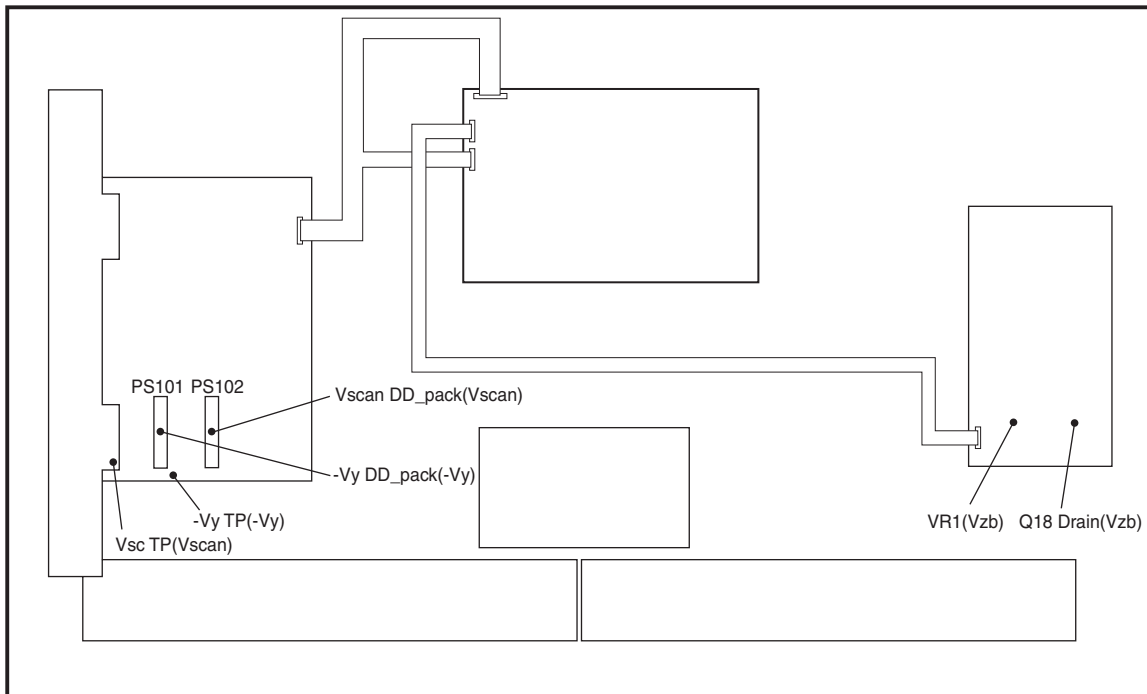 PS101 PS102
Vscan DD_pack(Vscan)
-Vy DD_pack(-Vy)
-Vy TP(-Vy)
Vsc TP(Vscan)
VR1(Vzb)
Q18 Drain(Vzb)